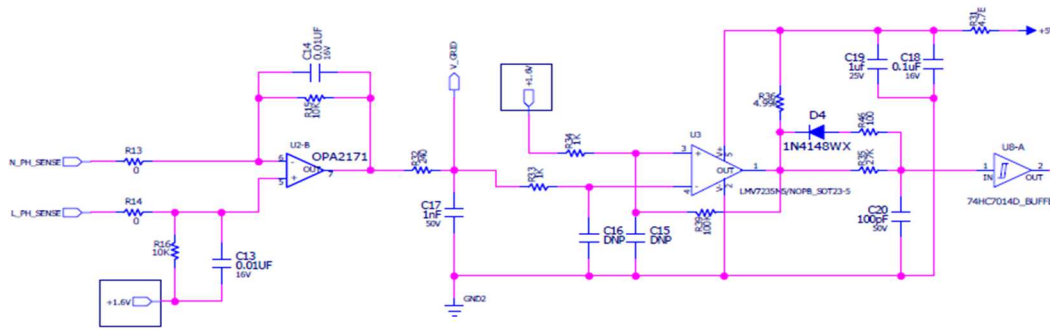 C14
0.01UF
16V
R15
10K
N_PH_SENSE
R13
0
U2-B
OPA2171
6
-
OUT
7
5
+
L_PH_SENSE
R14
0
R16
10K
C13
0.01UF
16V
+1.6V
R32
240
V_GRID
C17
1nF
50V
GND2
+1.6V
R34
1K
R33
1K
C16
DNP
C15
DNP
R39
100K
U3
3
+
V+
5
OUT
1
4
-
V-
2
LMV7235M5/NOPB_SOT23-5
R36
4.99K
D4
1N4148WX
R46
100
R35
27K
C20
100pF
50V
C19
1uF
25V
C18
0.1uF
16V
R31
4.7E
U8-A
1
IN
2
OUT